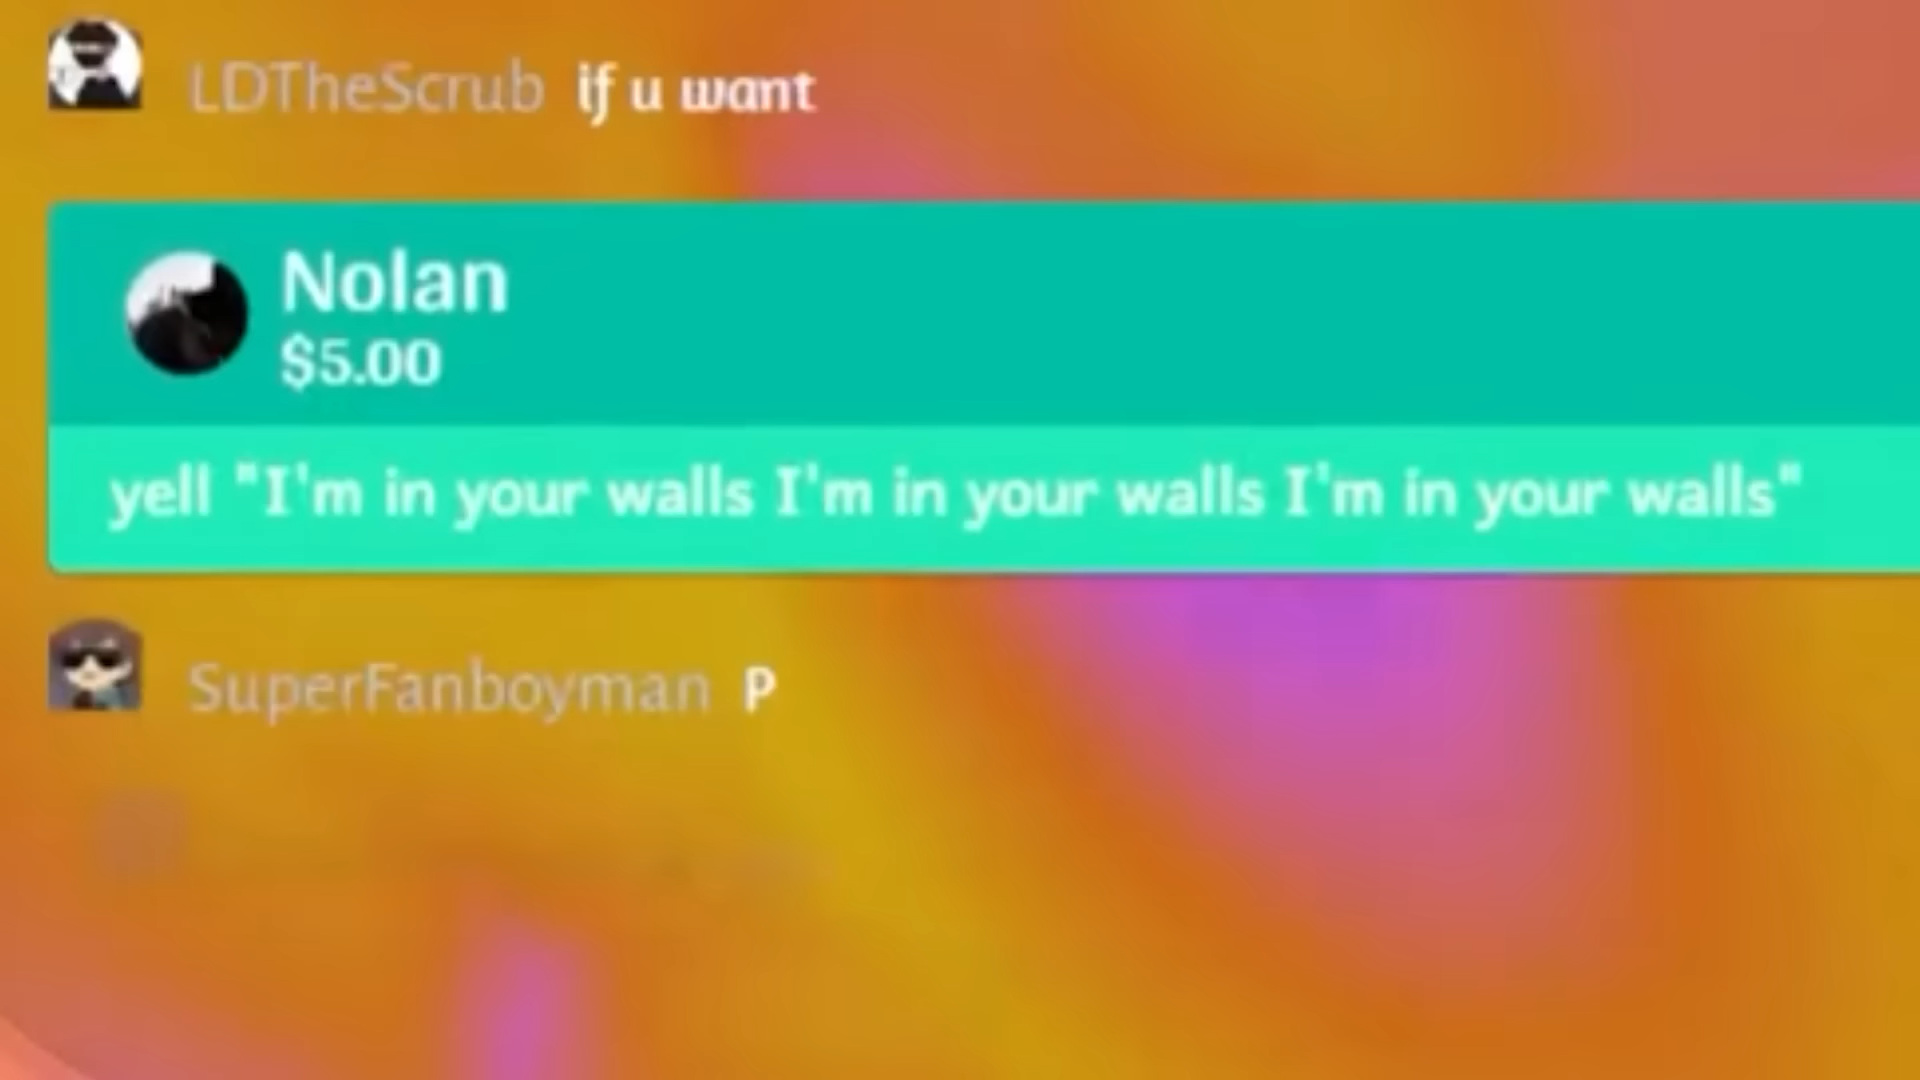 LDTheScrub if u want
Nolan
$5.00
yell "I'm in your walls I'm in your walls I'm in your walls"
SuperFanboyman P